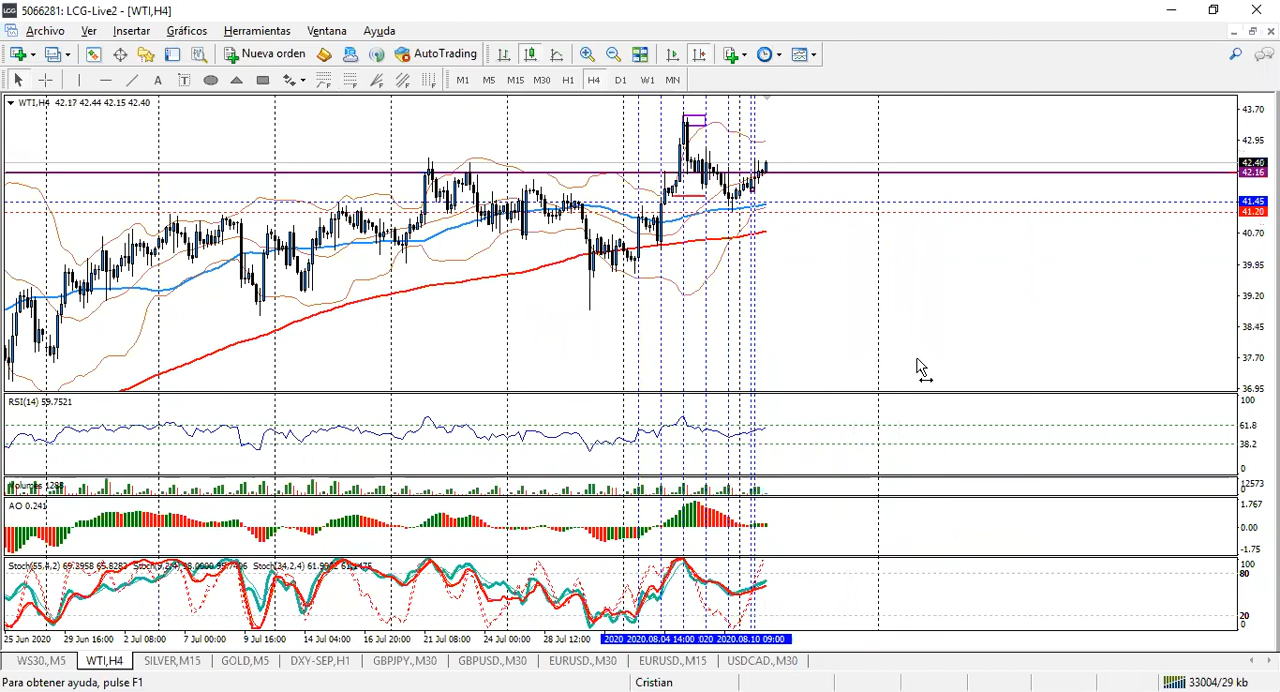 5066281: LCG-Live2 - [WTI,H4]
Archivo Ver Insertar Gráficos Herramientas Ventana Ayuda
Nueva orden AutoTrading
A T M1 M5 M15 M30 H1 H4 D1 W1 MN
WTI,H4 42.17 42.44 42.15 42.40
43.70
42.95
42.40
42.16
41.45
41.20
40.70
39.95
39.20
38.45
37.70
36.95
RSI(14) 59.7521
100
61.8
38.2
0
Volumes 1288
12573
0
AO 0.241
1.767
0.00
-1.75
100
80
20
0
25 Jun 2020 29 Jun 16:00 2 Jul 08:00 7 Jul 00:00 9 Jul 16:00 14 Jul 04:00 16 Jul 20:00 21 Jul 08:00 24 Jul 00:00 28 Jul 12:00 2020 2020.08.04 14:00 2020.08.10 09:00
WS30.,M5 WTI,H4 SILVER,M15 GOLD,M5 DXY-SEP,H1 GBPJPY.,M30 GBPUSD.,M30 EURUSD.,M30 EURUSD.,M15 USDCAD.,M30
Para obtener ayuda, pulse F1 Cristian 33004/29 kb